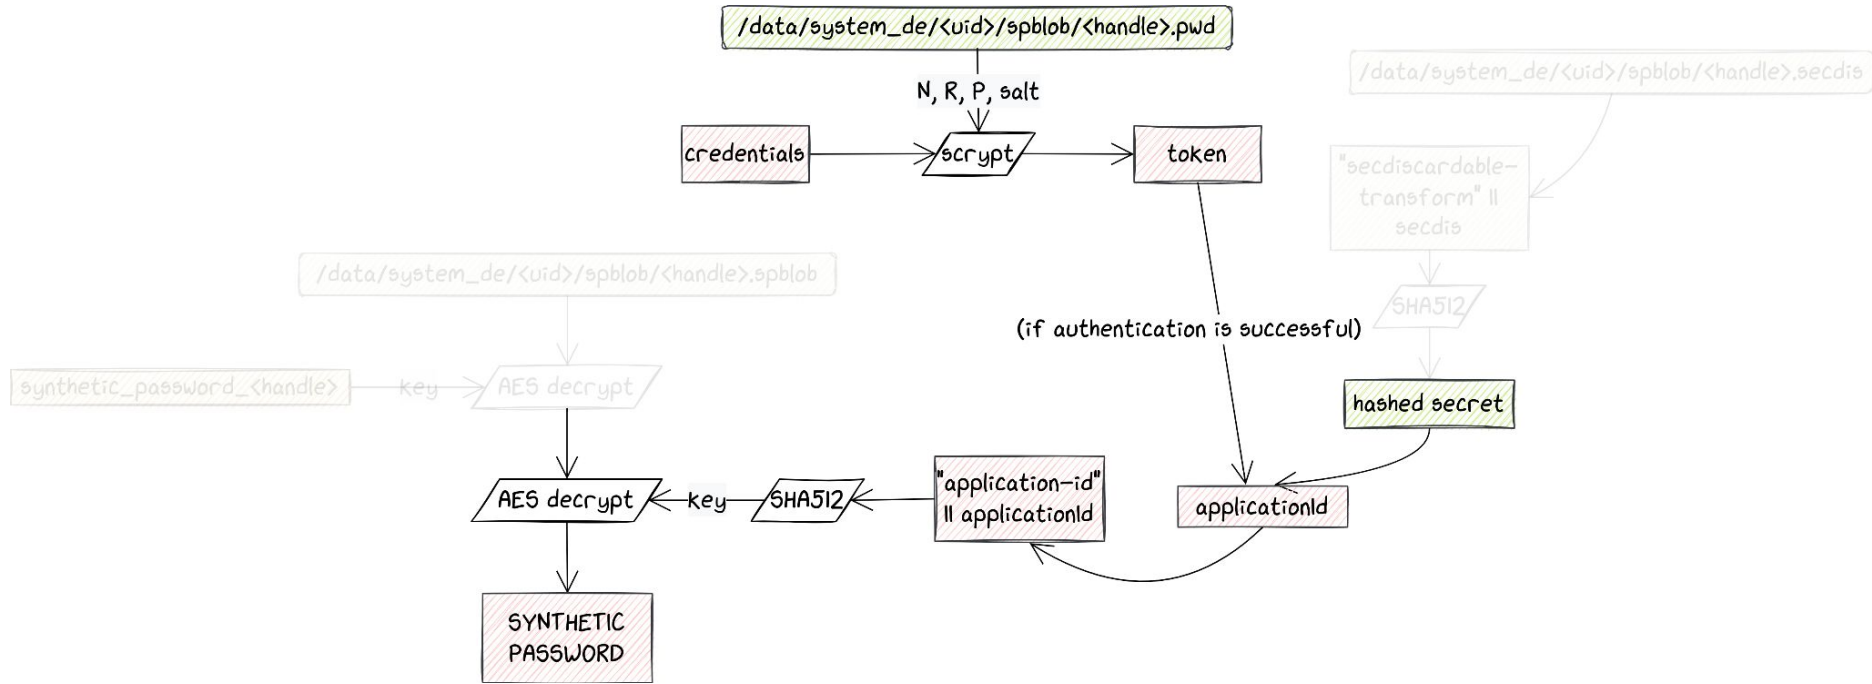 /data/system_de/<uid>/spblob/<handle>.pwd
/data/system_de/<uid>/spblob/<handle>.secdis
N, R, P, salt
credentials
scrypt
token
"secdiscardable-
transform" ||
secdis
/data/system_de/<uid>/spblob/<handle>.spblob
SHA512
(if authentication is successful)
synthetic_password_<handle>
key
AES decrypt
hashed secret
AES decrypt
key
SHA512
"application-id"
|| applicationId
applicationId
SYNTHETIC
PASSWORD